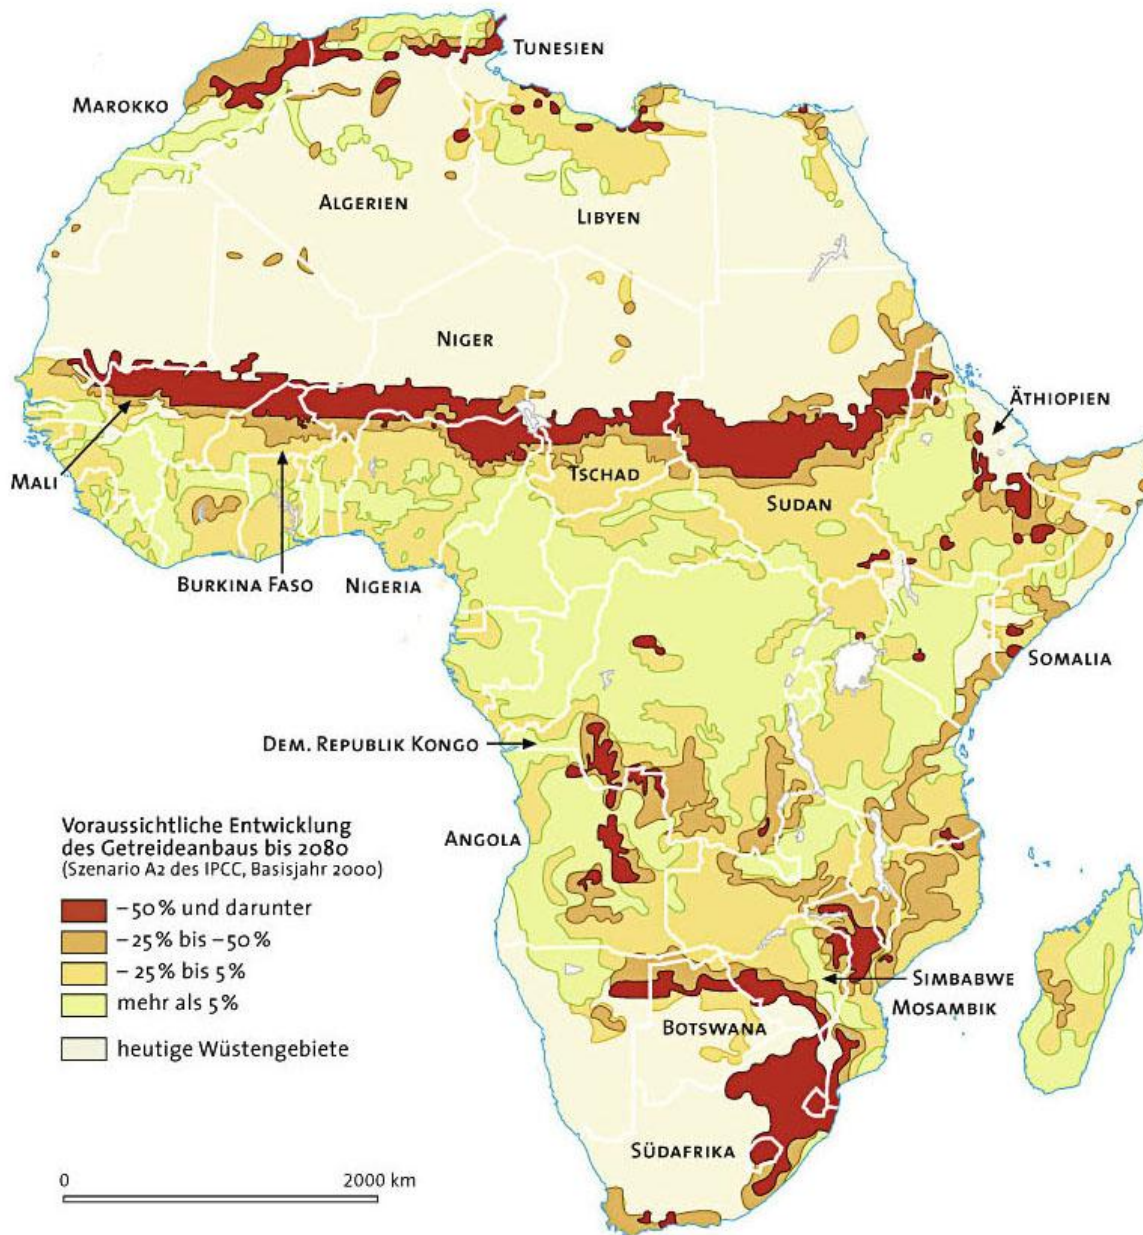 TUNESIEN
MAROKKO
ALGERIEN
LIBYEN
NIGER
ÄTHIOPIEN
MALI
TSCHAD
SUDAN
BURKINA FASO
NIGERIA
SOMALIA
DEM. REPUBLIK KONGO
ANGOLA
SIMBABWE
MOSAMBIK
BOTSWANA
SÜDAFRIKA
Voraussichtliche Entwicklung
des Getreideanbaus bis 2080
(Szenario A2 des IPCC, Basisjahr 2000)
–50 % und darunter
–25 % bis –50 %
– 25 % bis 5 %
mehr als 5 %
heutige Wüstengebiete
0 2000 km